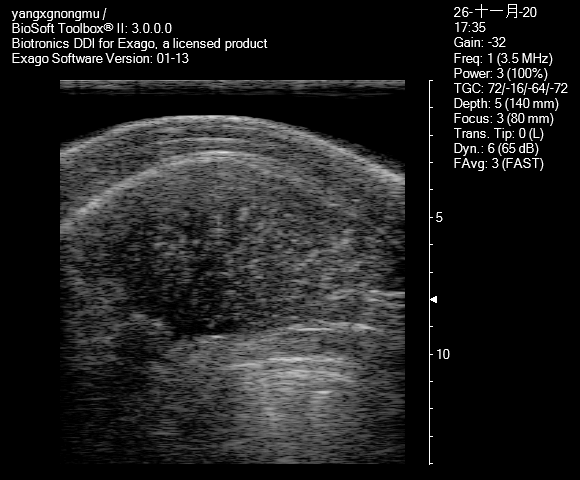 yangxgnongmu /
BioSoft Toolbox® II: 3.0.0.0
Biotronics DDI for Exago, a licensed product
Exago Software Version: 01-13
26-十一月-20
17:35
Gain: -32
Freq: 1 (3.5 MHz)
Power: 3 (100%)
TGC: 72/-16/-64/-72
Depth: 5 (140 mm)
Focus: 3 (80 mm)
Trans. Tip: 0 (L)
Dyn.: 6 (65 dB)
FAvg: 3 (FAST)
5
10